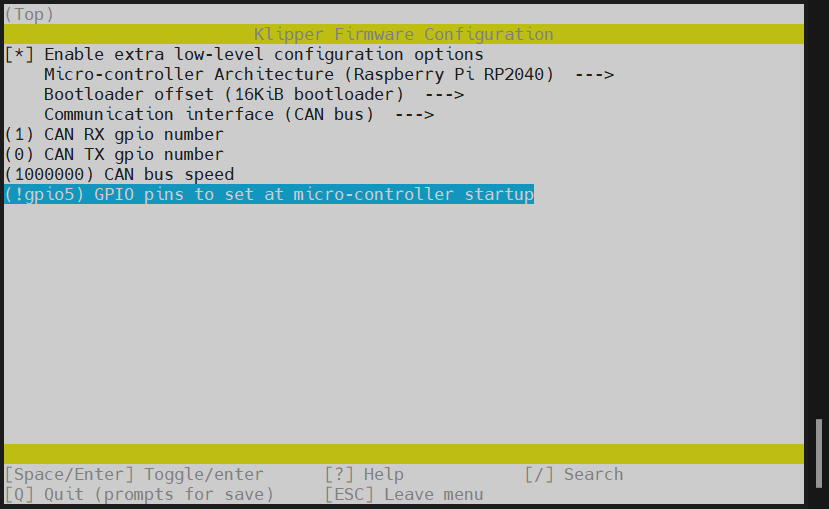 (Top)
Klipper Firmware Configuration
[*] Enable extra low-level configuration options
Micro-controller Architecture (Raspberry Pi RP2040)  --->
Bootloader offset (16KiB bootloader)  --->
Communication interface (CAN bus)  --->
(1) CAN RX gpio number
(0) CAN TX gpio number
(1000000) CAN bus speed
(!gpio5) GPIO pins to set at micro-controller startup
[Space/Enter] Toggle/enter      [?] Help            [/] Search
[Q] Quit (prompts for save)     [ESC] Leave menu